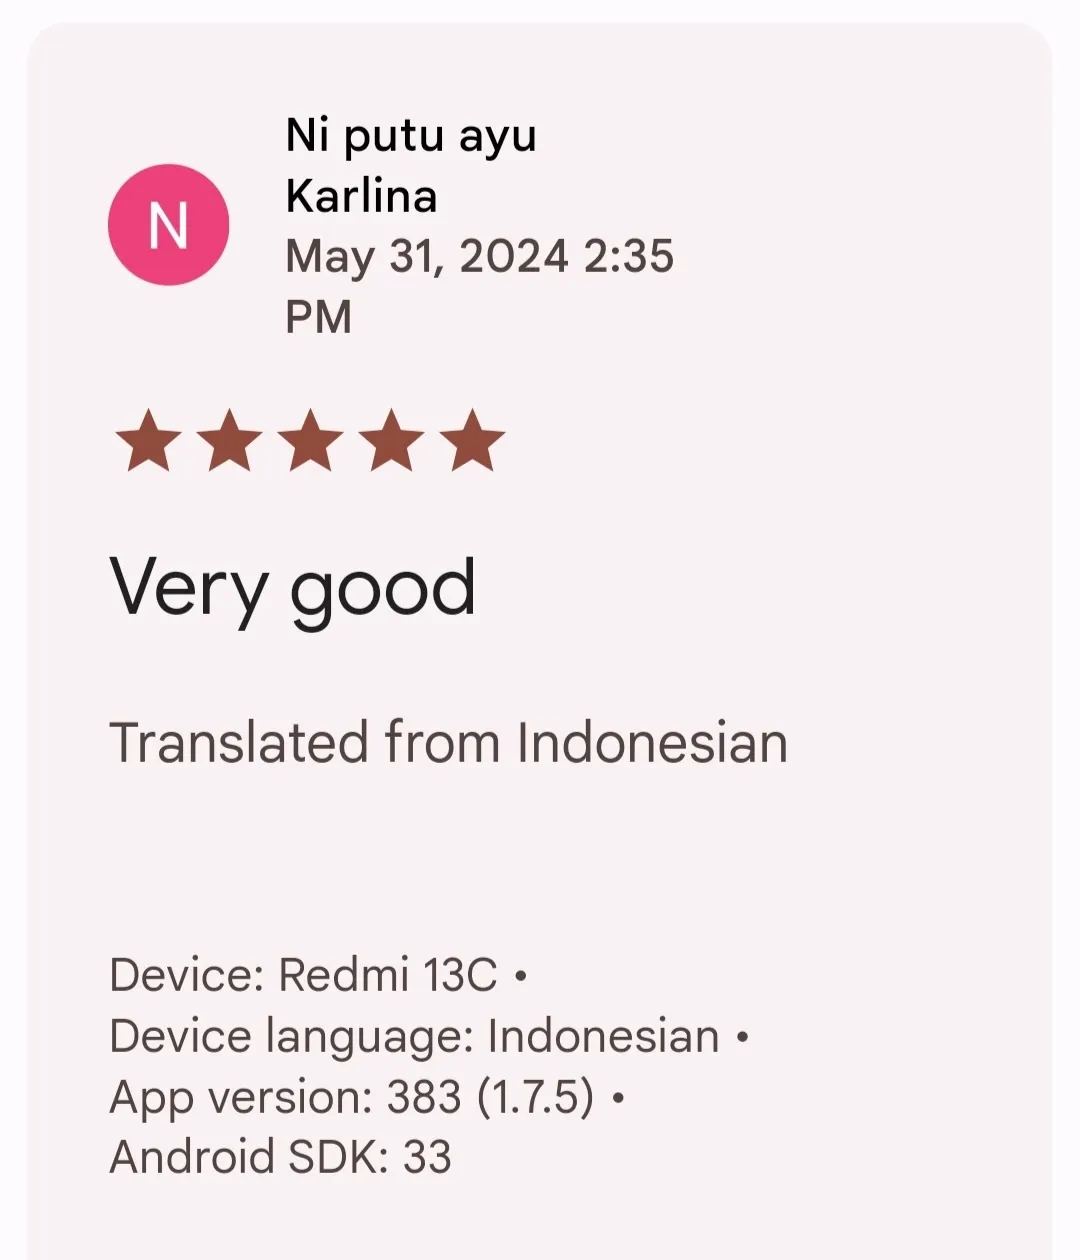 N
Ni putu ayu
Karlina
May 31, 2024 2:35
PM
Very good
Translated from Indonesian
Device: Redmi 13C •
Device language: Indonesian •
App version: 383 (1.7.5) •
Android SDK: 33